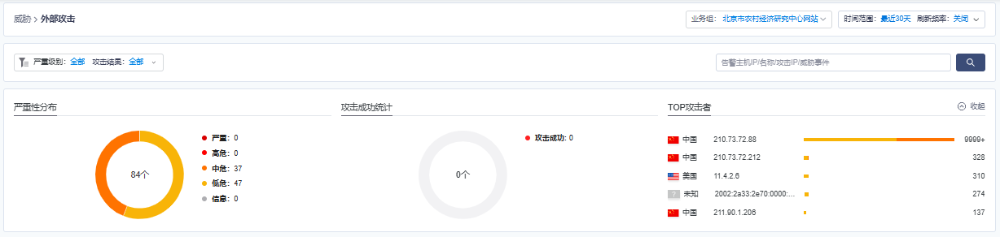 威胁 > 外部攻击
业务组： 北京市农村经济研究中心网站
时间范围： 最近30天 刷新频率： 关闭
严重级别： 全部 攻击结果： 全部
告警主机IP/名称/攻击IP/威胁事件
严重性分布
84个
严重： 0
高危： 0
中危： 37
低危： 47
信息： 0
攻击成功统计
0个
攻击成功： 0
TOP攻击者
收起
中国 210.73.72.88 9999+
中国 210.73.72.212 328
美国 11.4.2.6 310
? 未知 2002:2a33:2e70:0000:... 274
中国 211.90.1.206 137